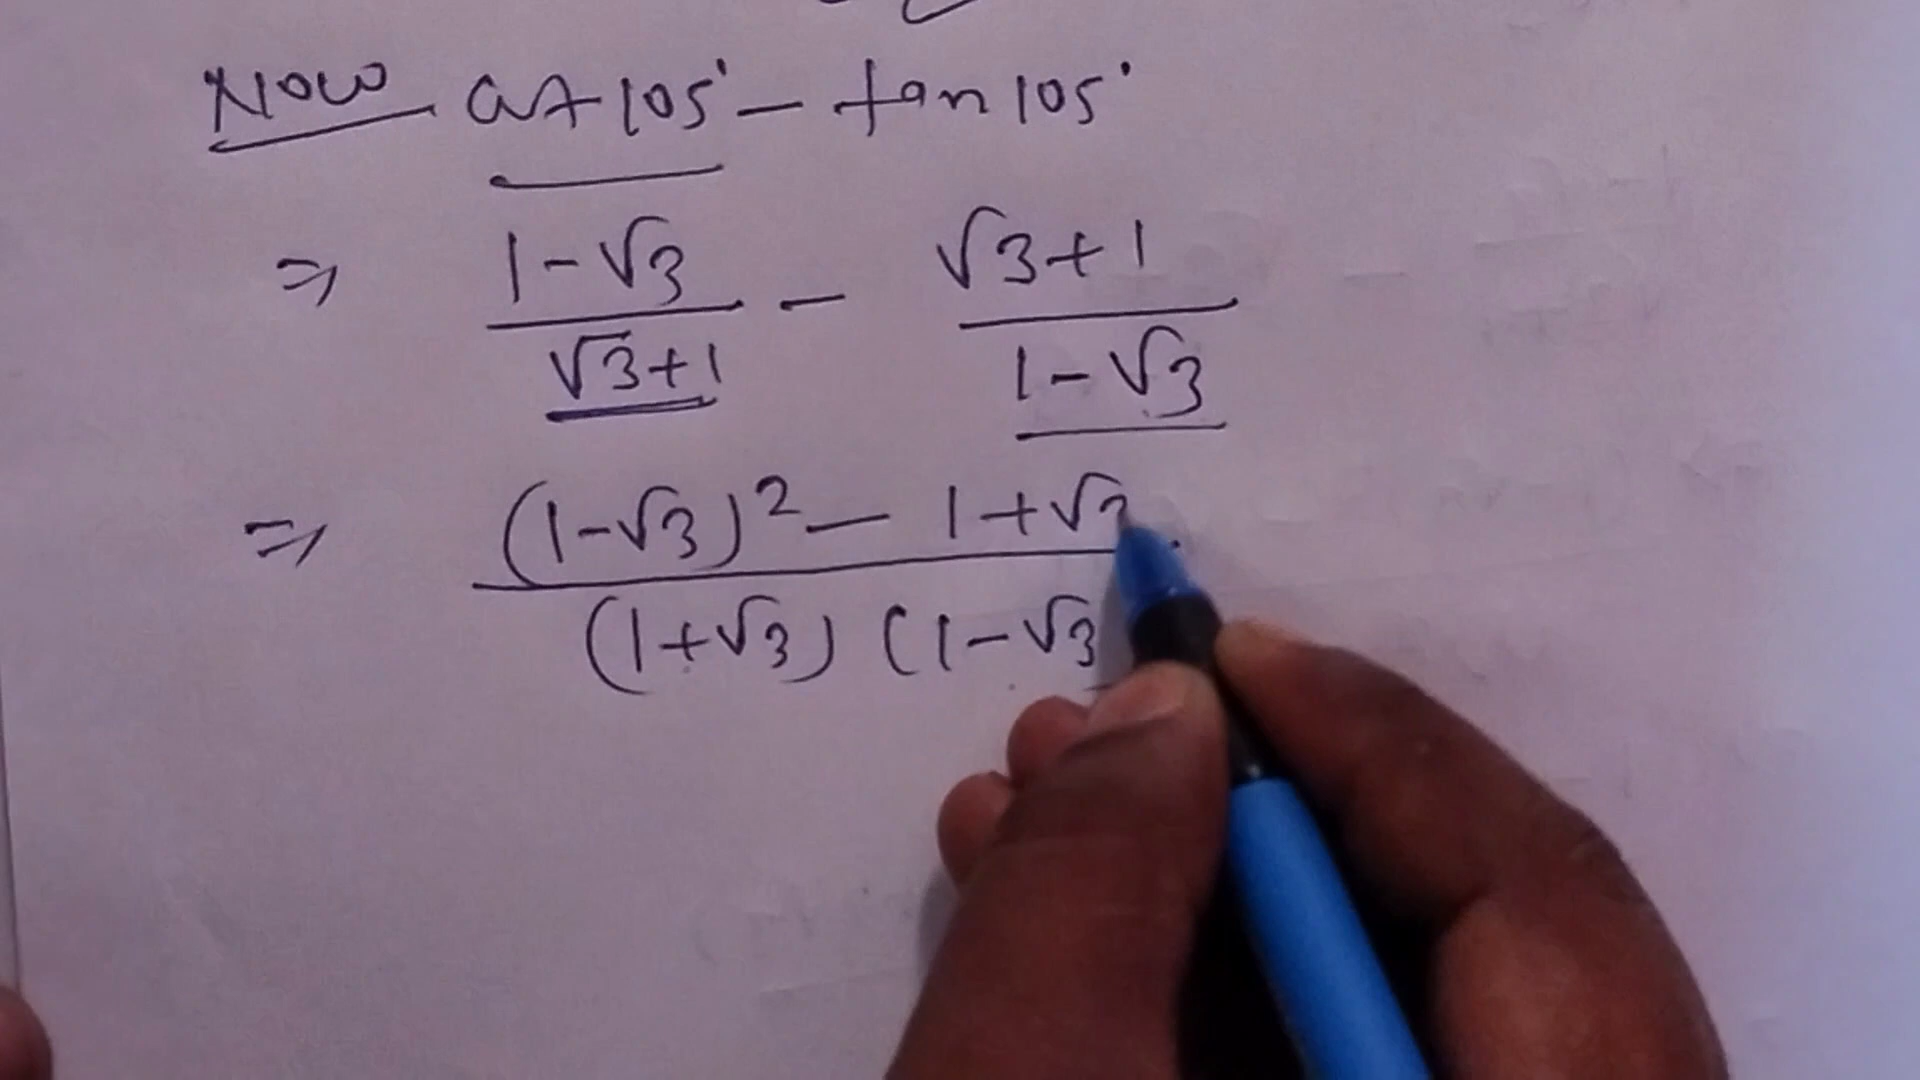 Now cot 105° - tan 105°
⇒ (1-√3)/(√3+1) - (√3+1)/(1-√3)
⇒ ((1-√3)² - 1+√3)/((1+√3) (1-√3